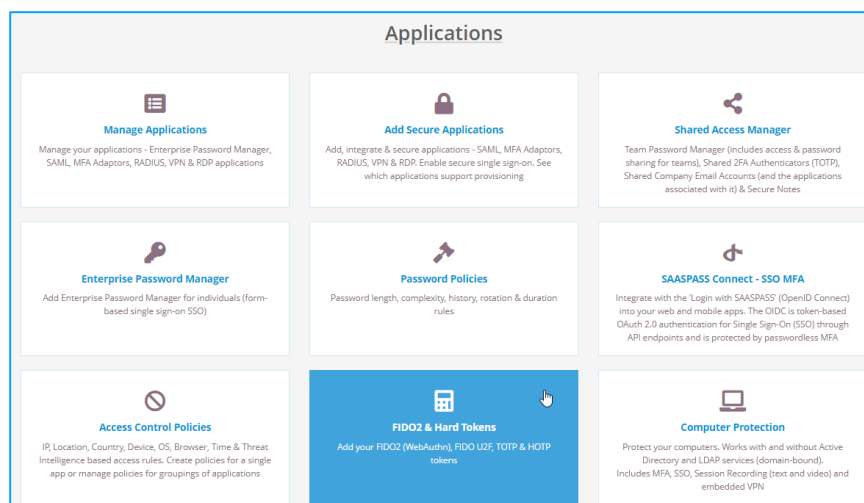 Applications
Manage Applications
Manage your applications - Enterprise Password Manager,
SAML, MFA Adaptors, RADIUS, VPN & RDP applications
Add Secure Applications
Add, integrate & secure applications - SAML, MFA Adaptors,
RADIUS, VPN & RDP. Enable secure single sign-on. See
which applications support provisioning
Shared Access Manager
Team Password Manager (includes access & password
sharing for teams), Shared 2FA Authenticators (TOTP),
Shared Company Email Accounts (and the applications
associated with it) & Secure Notes
Enterprise Password Manager
Add Enterprise Password Manager for individuals (form-
based single sign-on SSO)
Password Policies
Password length, complexity, history, rotation & duration
rules
SAASPASS Connect - SSO MFA
Integrate with the 'Login with SAASPASS' (OpenID Connect)
into your web and mobile apps. The OIDC is token-based
OAuth 2.0 authentication for Single Sign-On (SSO) through
API endpoints and is protected by passwordless MFA
Access Control Policies
IP, Location, Country, Device, OS, Browser, Time & Threat
Intelligence based access rules. Create policies for a single
app or manage policies for groupings of applications
FIDO2 & Hard Tokens
Add your FIDO2 (WebAuthn), FIDO U2F, TOTP & HOTP
tokens
Computer Protection
Protect your computers. Works with and without Active
Directory and LDAP services (domain-bound).
Includes MFA, SSO, Session Recording (text and video) and
embedded VPN